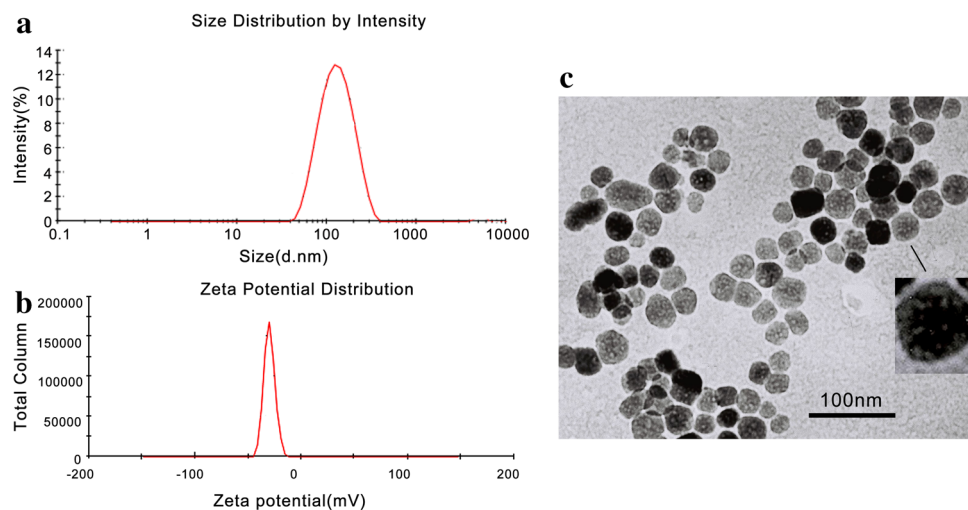 a
Size Distribution by Intensity
14
12
10
8
6
4
2
0
Intensity(%)
0.1 1 10 100 1000 10000
Size(d.nm)
b
Zeta Potential Distribution
200000
150000
100000
50000
0
Total Column
-200 -100 0 100 200
Zeta potential(mV)
c
100nm